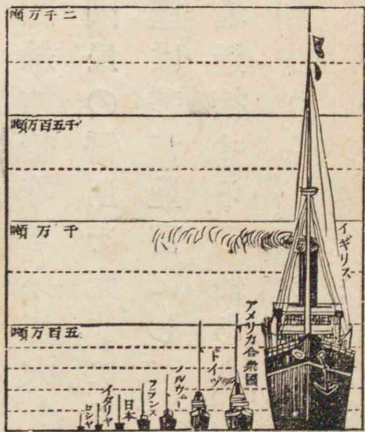 二千万噸
千五百万噸
千万噸
五百万噸
イギリス
アメリカ合衆國
ドイツ
ノルウェー
フランス
日本
イタリヤ
ロシヤ